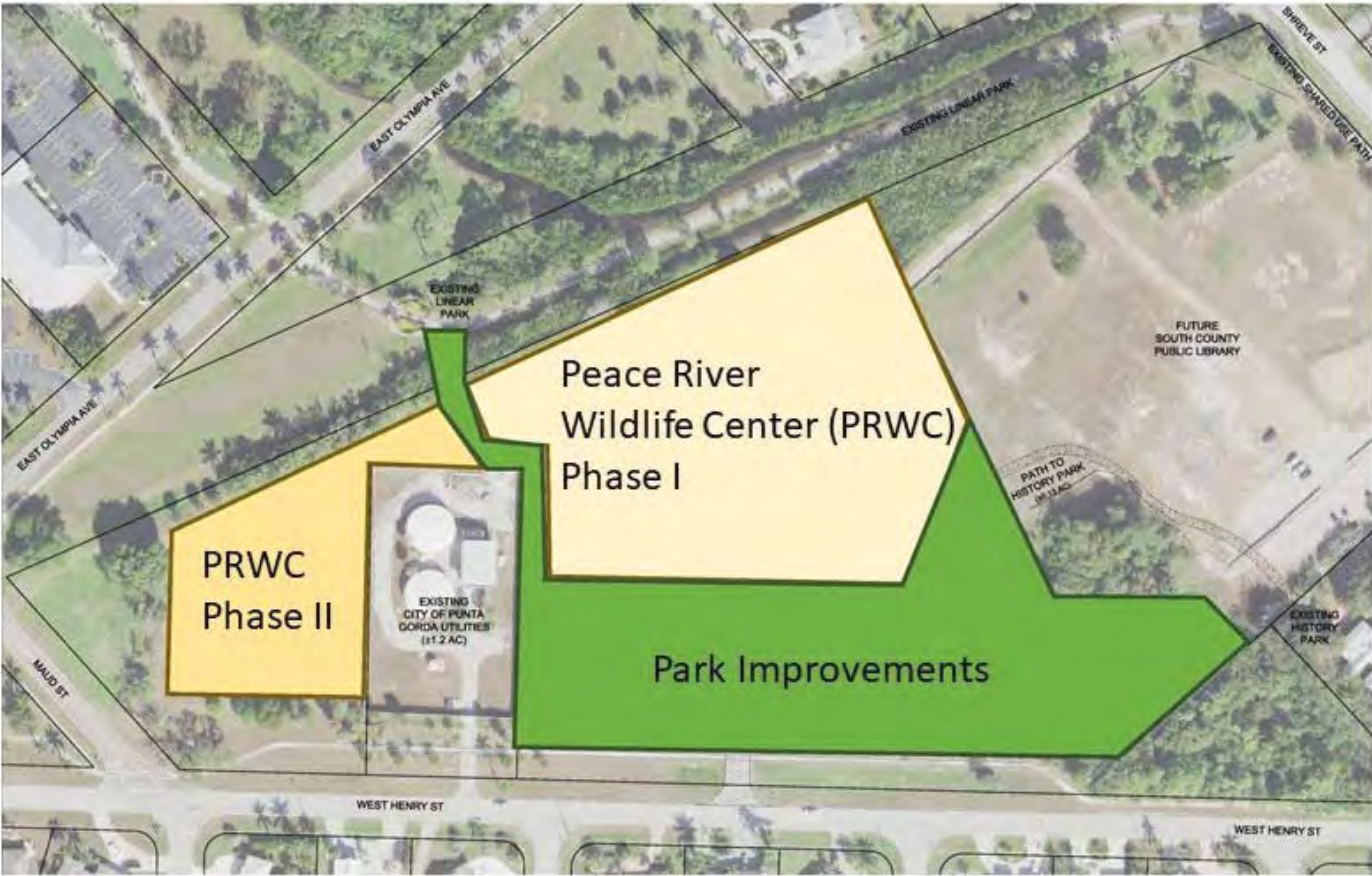 SHREVE ST
EXISTING SHARED USE PATH
EAST OLYMPIA AVE
EXISTING LINEAR PARK
EXISTING
LINEAR
PARK
FUTURE
SOUTH COUNTY
PUBLIC LIBRARY
Peace River
Wildlife Center (PRWC)
Phase I
EAST OLYMPIA AVE
PATH TO
HISTORY PARK
PRWC
Phase II
EXISTING
CITY OF PUNTA
GORDA UTILITIES
(±1.2 AC)
EXISTING
HISTORY
PARK
Park Improvements
MAUD ST
WEST HENRY ST
WEST HENRY ST